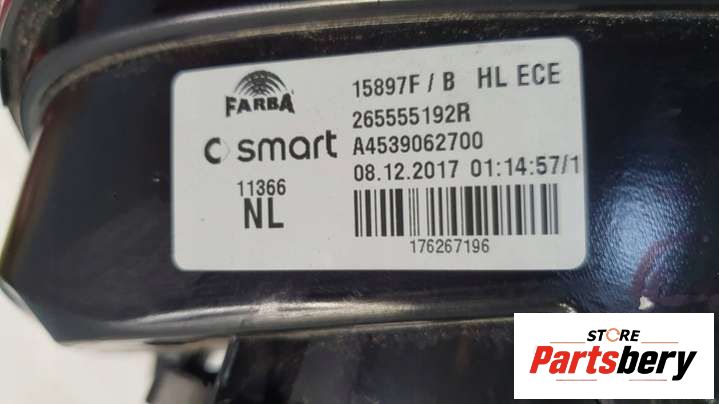 FARBA
15897F / B HL ECE
265555192R
smart
A4539062700
08.12.2017 01:14:57/1
11366
NL
176267196
STORE
Partsbery